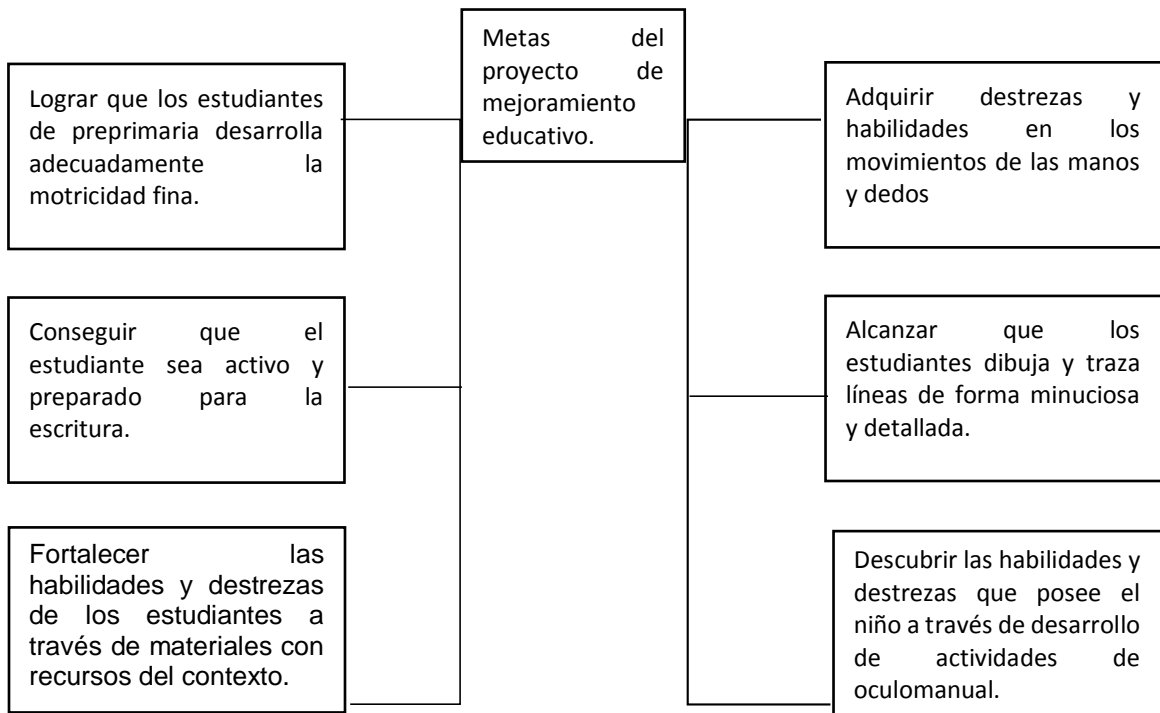 Metas del
proyecto de
mejoramiento
educativo.
Lograr que los estudiantes
de preprimaria desarrolla
adecuadamente la
motricidad fina.
Conseguir que el
estudiante sea activo y
preparado para la
escritura.
Fortalecer las
habilidades y destrezas
de los estudiantes a
través de materiales con
recursos del contexto.
Adquirir destrezas y
habilidades en los
movimientos de las manos
y dedos
Alcanzar que los
estudiantes dibuja y traza
líneas de forma minuciosa
y detallada.
Descubrir las habilidades y
destrezas que posee el
niño a través de desarrollo
de actividades de
oculomanual.